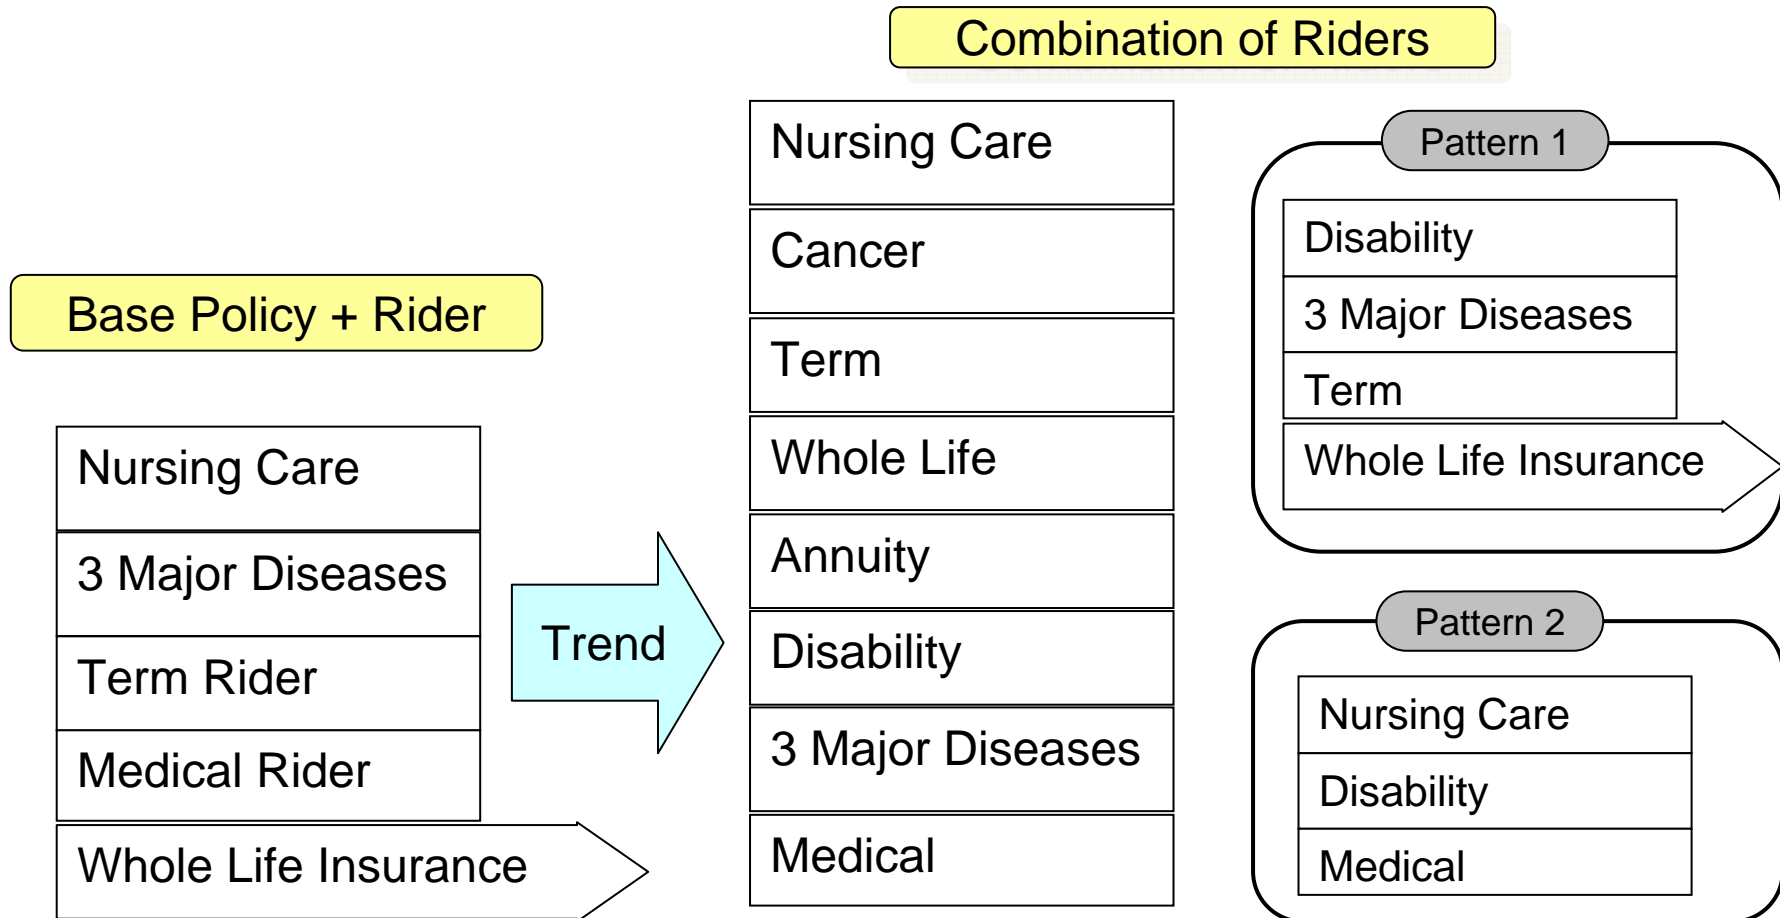 Combination of Riders
Base Policy + Rider
Nursing Care
3 Major Diseases
Term Rider
Medical Rider
Whole Life Insurance
Trend
Nursing Care
Cancer
Term
Whole Life
Annuity
Disability
3 Major Diseases
Medical
Pattern 1
Disability
3 Major Diseases
Term
Whole Life Insurance
Pattern 2
Nursing Care
Disability
Medical